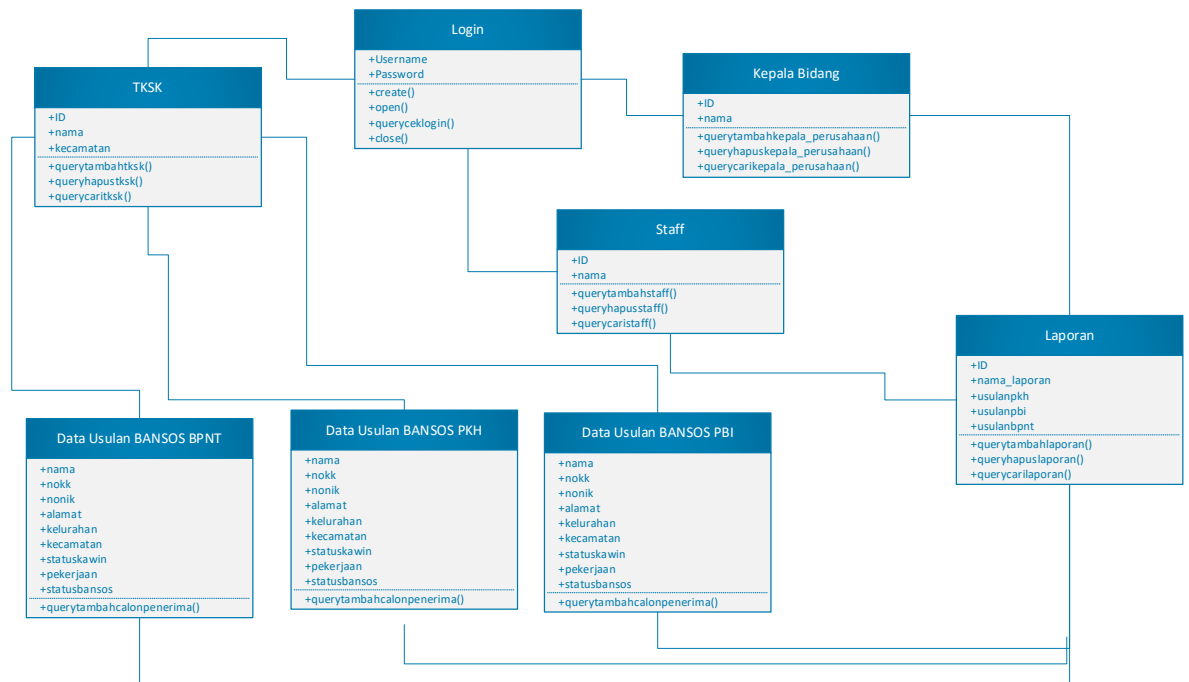 Login
+Username
+Password
+create()
+open()
+queryceklogin()
+close()
TKSK
+ID
+nama
+kecamatan
+querytambahtksk()
+queryhapustksk()
+querycaritksk()
Kepala Bidang
+ID
+nama
+querytambahkepala_perusahaan()
+queryhapuskepala_perusahaan()
+querycarikepala_perusahaan()
Staff
+ID
+nama
+querytambahstaff()
+queryhapusstaff()
+querycaristaff()
Laporan
+ID
+nama_laporan
+usulanpkh
+usulanpbi
+usulanbpnt
+querytambahlaporan()
+queryhapuslaporan()
+querycarilaporan()
Data Usulan BANSOS BPNT
+nama
+nokk
+nonik
+alamat
+kelurahan
+kecamatan
+statuskawin
+pekerjaan
+statusbansos
+querytambahcalonpenerima()
Data Usulan BANSOS PKH
+nama
+nokk
+nonik
+alamat
+kelurahan
+kecamatan
+statuskawin
+pekerjaan
+statusbansos
+querytambahcalonpenerima()
Data Usulan BANSOS PBI
+nama
+nokk
+nonik
+alamat
+kelurahan
+kecamatan
+statuskawin
+pekerjaan
+statusbansos
+querytambahcalonpenerima()